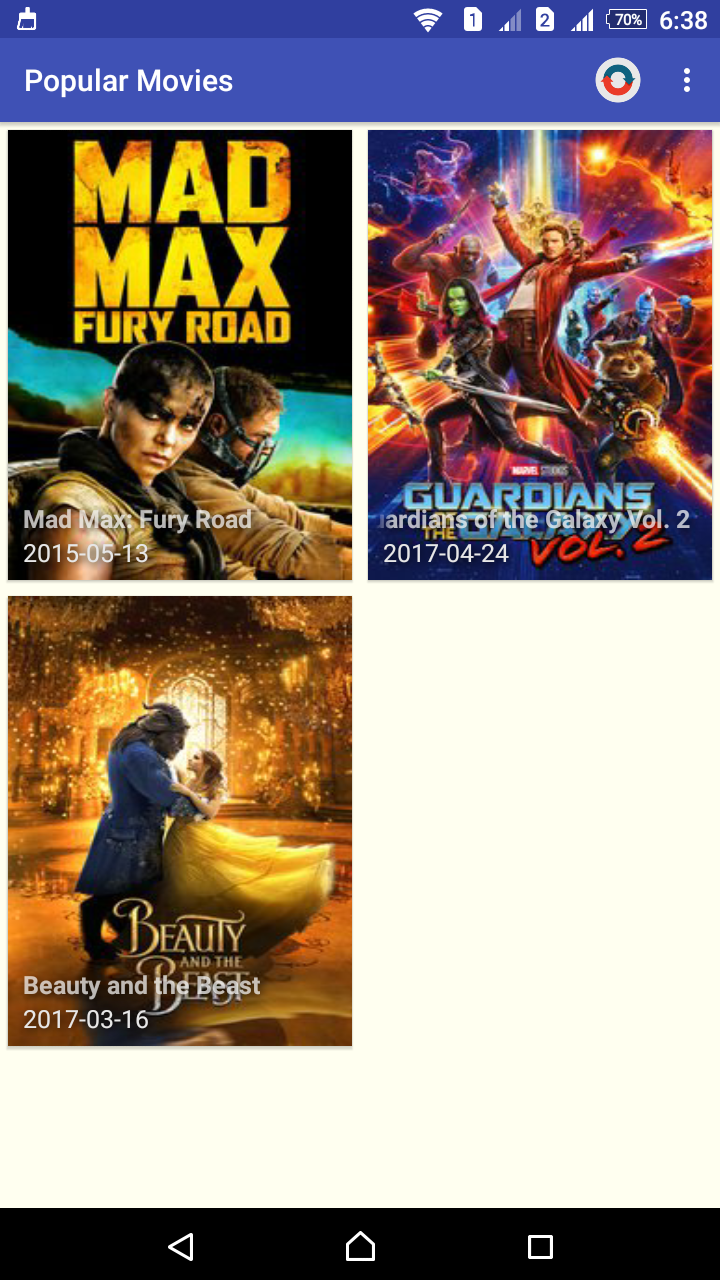 1 2 70% 6:38
Popular Movies
MAD
MAX
FURY ROAD
Mad Max: Fury Road
2015-05-13
MARVEL STUDIOS
GUARDIANS
THE GALAXY
VOL. 2
ardians of the Galaxy Vol. 2
2017-04-24
BEAUTY
AND THE
BEAST
Beauty and the Beast
2017-03-16